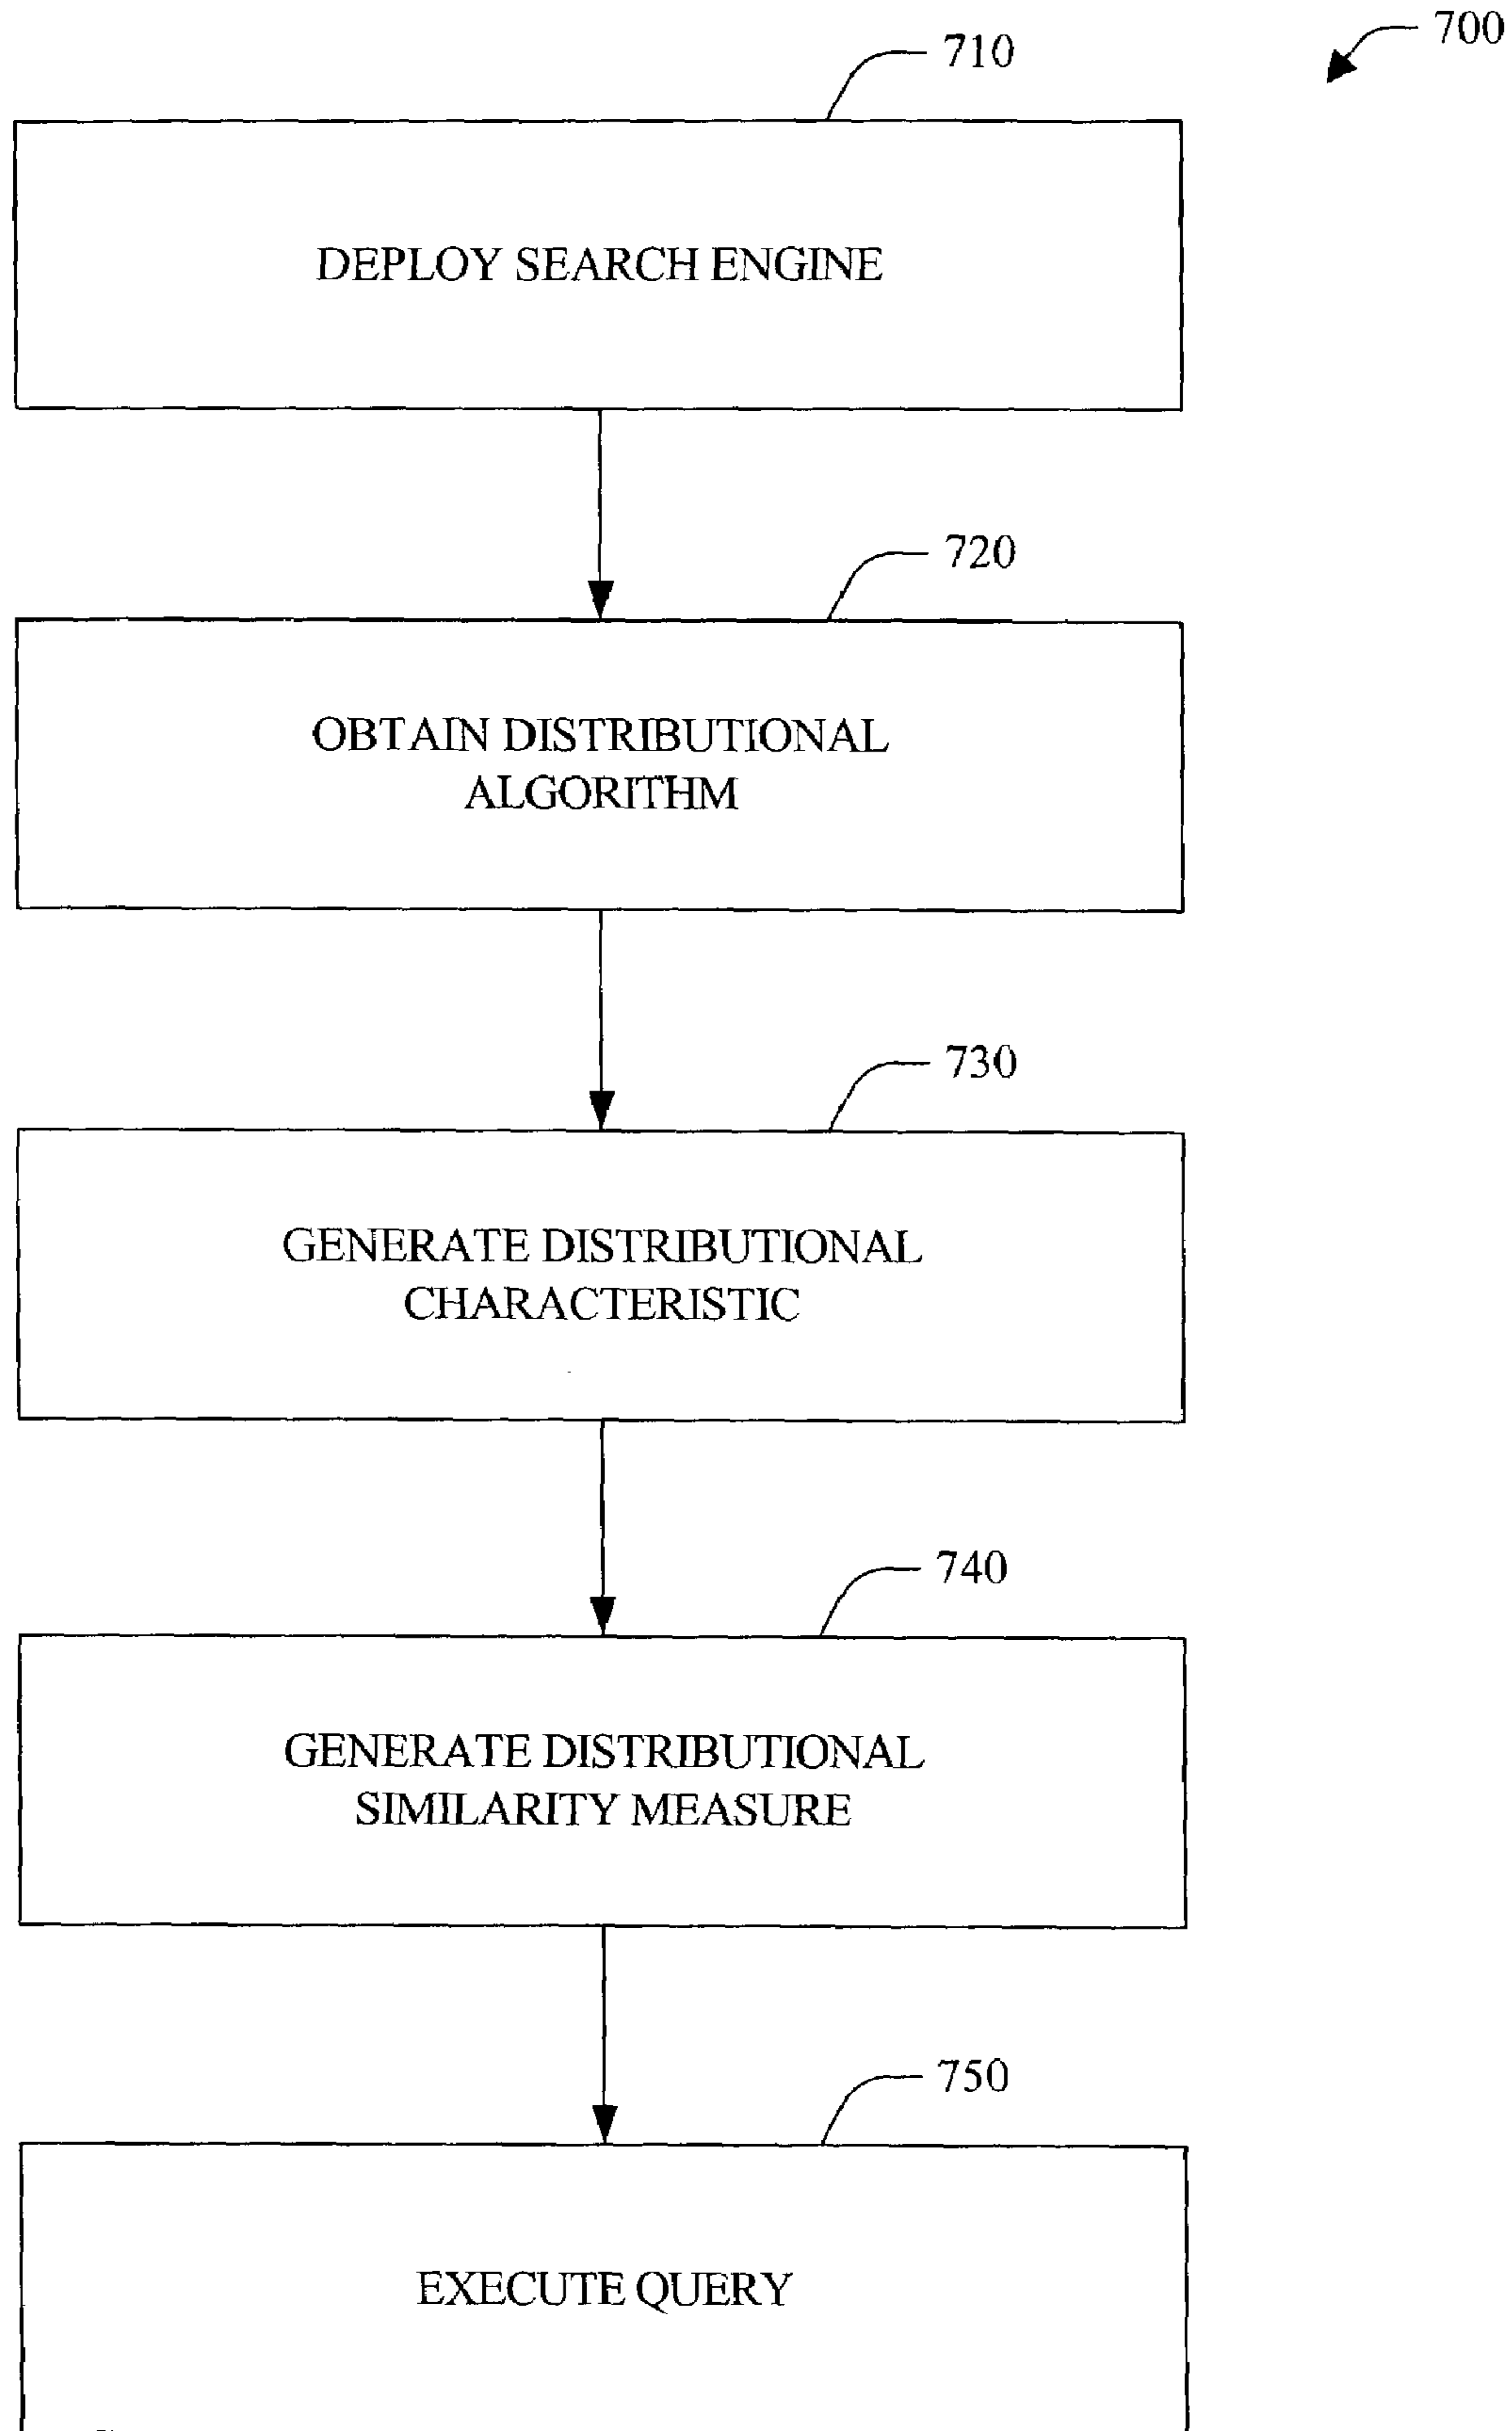 700
710
DEPLOY SEARCH ENGINE
720
OBTAIN DISTRIBUTIONAL
ALGORITHM
730
GENERATE DISTRIBUTIONAL
CHARACTERISTIC
740
GENERATE DISTRIBUTIONAL
SIMILARITY MEASURE
750
EXECUTE QUERY